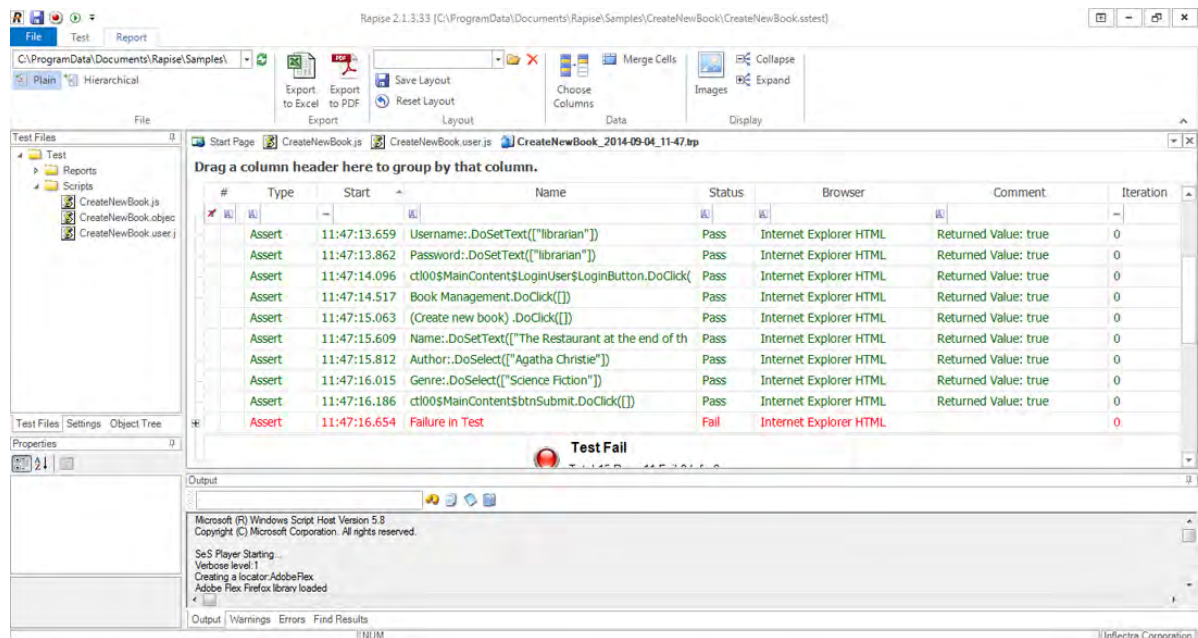 Rapise 2.1.3.33 [C:\ProgramData\Documents\Rapise\Samples\CreateNewBook\CreateNewBook.sstest]
File Test Report
C:\ProgramData\Documents\Rapise\Samples\
Plain Hierarchical
File
Export to Excel
Export to PDF
Export
Save Layout
Reset Layout
Layout
Choose Columns
Merge Cells
Data
Images
Collapse
Expand
Display
Test Files
Test
Reports
Scripts
CreateNewBook.js
CreateNewBook.objec
CreateNewBook.user.j
Test Files Settings Object Tree
Properties
Start Page CreateNewBook.js CreateNewBook.user.js CreateNewBook_2014-09-04_11-47.trp
Drag a column header here to group by that column.
# Type Start Name Status Browser Comment Iteration
Assert 11:47:13.659 Username:.DoSetText(["librarian"]) Pass Internet Explorer HTML Returned Value: true 0
Assert 11:47:13.862 Password:.DoSetText(["librarian"]) Pass Internet Explorer HTML Returned Value: true 0
Assert 11:47:14.096 ctl00$MainContent$LoginUser$LoginButton.DoClick( Pass Internet Explorer HTML Returned Value: true 0
Assert 11:47:14.517 Book Management.DoClick([]) Pass Internet Explorer HTML Returned Value: true 0
Assert 11:47:15.063 (Create new book) .DoClick([]) Pass Internet Explorer HTML Returned Value: true 0
Assert 11:47:15.609 Name:.DoSetText(["The Restaurant at the end of th Pass Internet Explorer HTML Returned Value: true 0
Assert 11:47:15.812 Author:.DoSelect(["Agatha Christie"]) Pass Internet Explorer HTML Returned Value: true 0
Assert 11:47:16.015 Genre:.DoSelect(["Science Fiction"]) Pass Internet Explorer HTML Returned Value: true 0
Assert 11:47:16.186 ctl00$MainContent$btnSubmit.DoClick([]) Pass Internet Explorer HTML Returned Value: true 0
Assert 11:47:16.654 Failure in Test Fail Internet Explorer HTML 0
Test Fail
Output
Microsoft (R) Windows Script Host Version 5.8
Copyright (C) Microsoft Corporation. All rights reserved.
SeS Player Starting...
Verbose level:1
Creating a locator:AdobeFlex
Adobe Flex Firefox library loaded
Output Warnings Errors Find Results
NUM
Inflectra Corporation